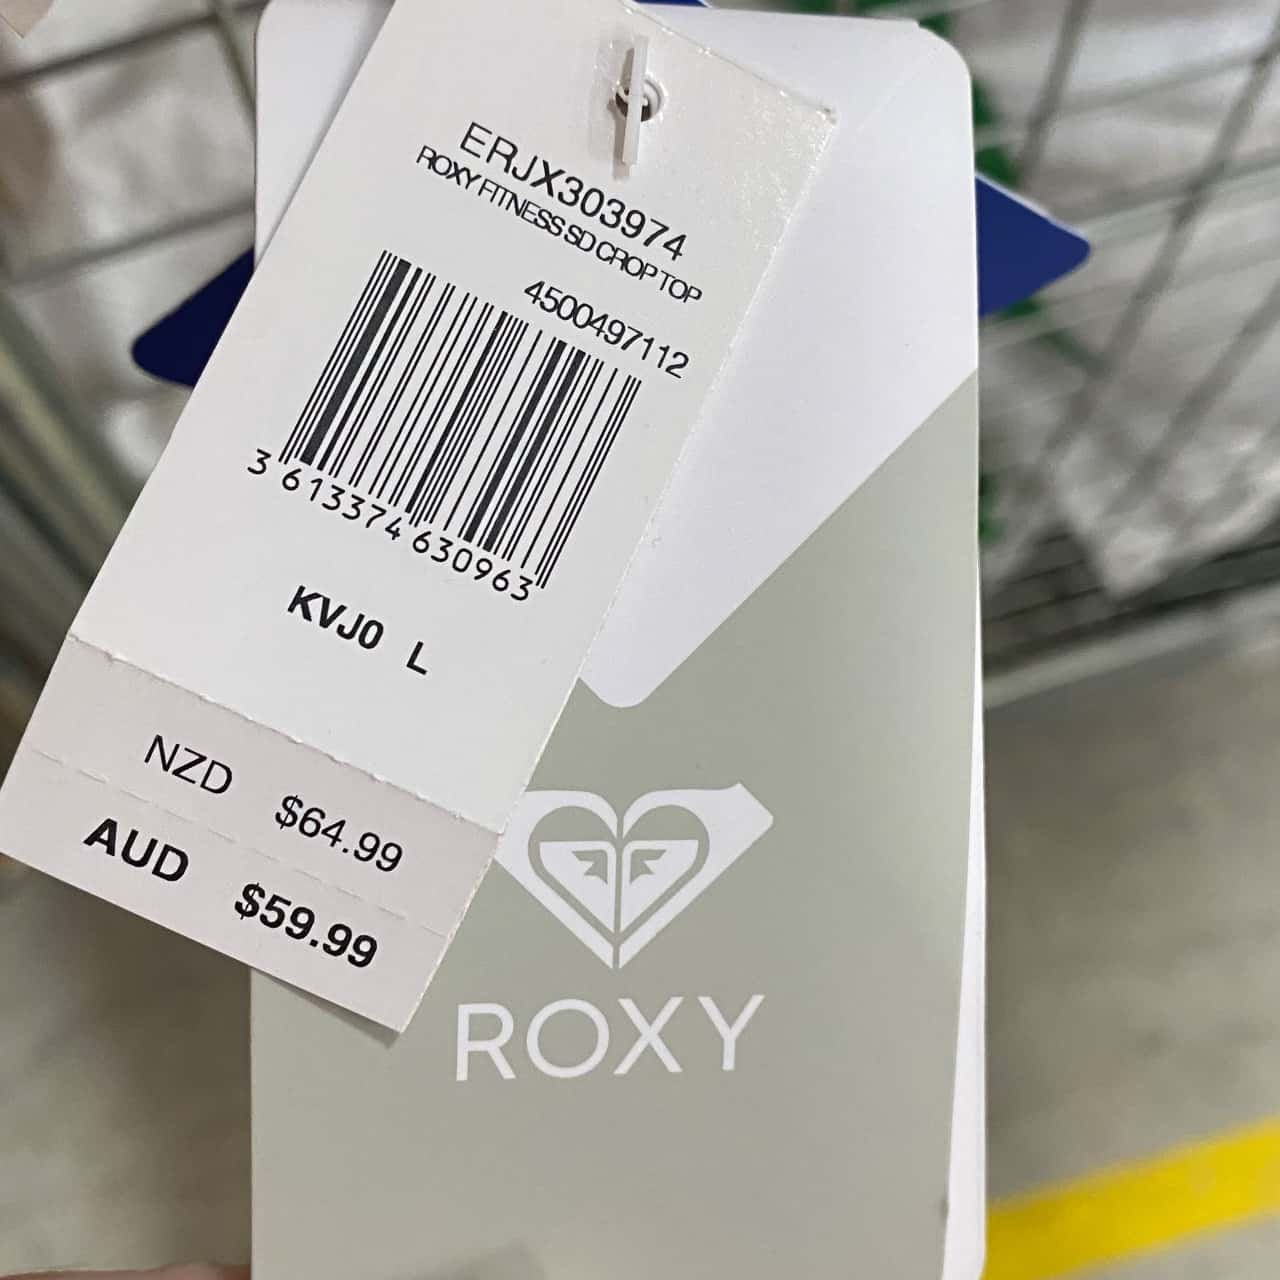 ERJX303974
ROXY FITNESS SD CROP TOP
4500497112
3 613374 630963
KVJ0 L
NZD $64.99
AUD $59.99
ROXY